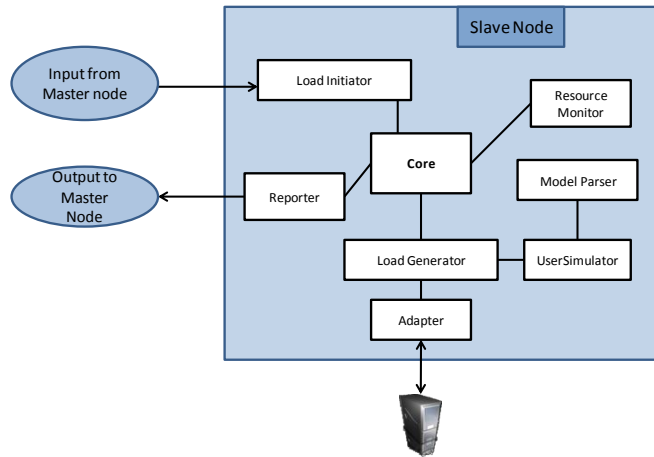 Slave Node
Input from
Master node
Load Initiator
Resource
Monitor
Core
Output to
Master
Node
Reporter
Model Parser
Load Generator
UserSimulator
Adapter